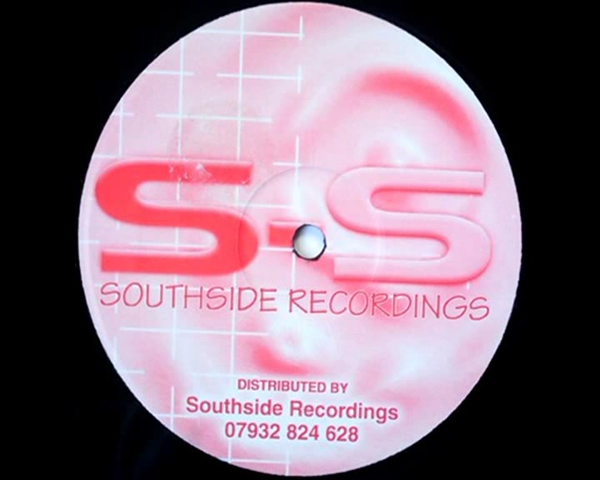 S-S
SOUTHSIDE RECORDINGS
DISTRIBUTED BY
Southside Recordings
07932 824 628